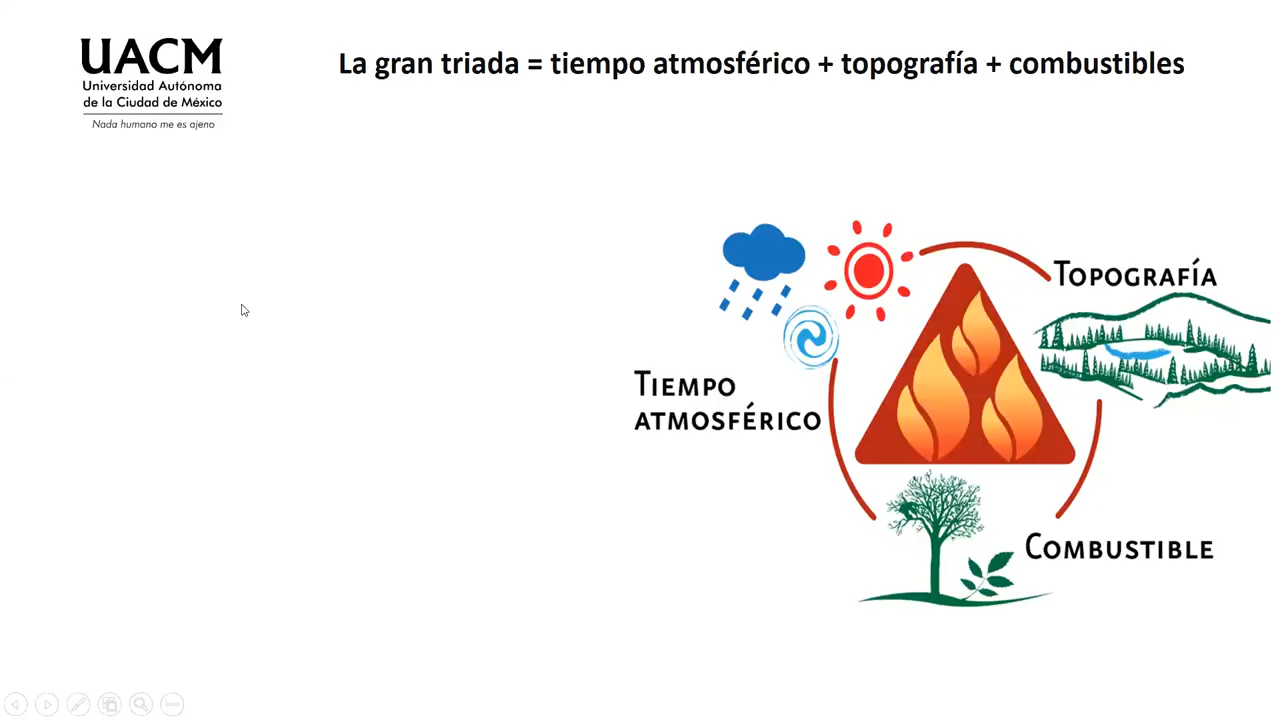 UACM
Universidad Autónoma
de la Ciudad de México
Nada humano me es ajeno
La gran triada = tiempo atmosférico + topografía + combustibles
TOPOGRAFÍA
TIEMPO
ATMOSFÉRICO
COMBUSTIBLE